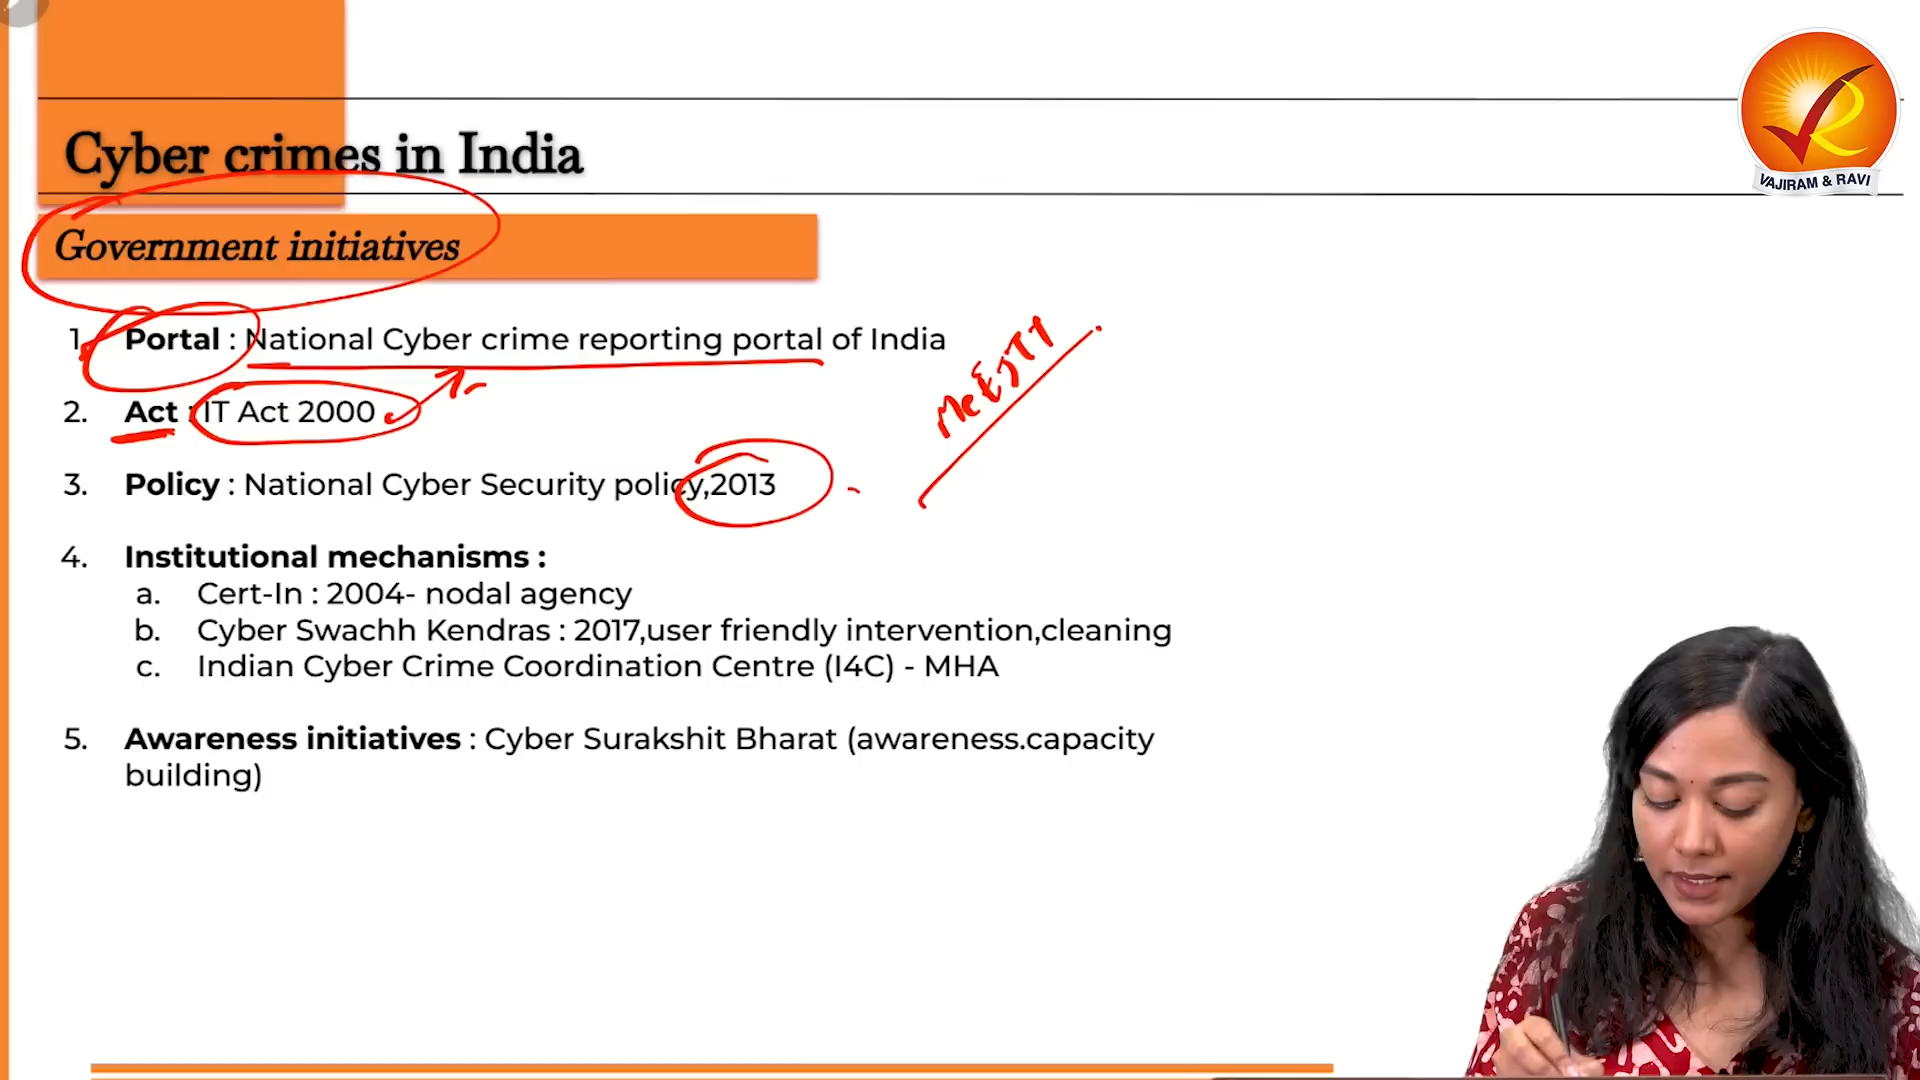 Cyber crimes in India
VAJIRAM & RAVI
Government initiatives
1. Portal : National Cyber crime reporting portal of India
2. Act : IT Act 2000
3. Policy : National Cyber Security policy,2013
MeitY
4. Institutional mechanisms :
a. Cert-In : 2004- nodal agency
b. Cyber Swachh Kendras : 2017,user friendly intervention,cleaning
c. Indian Cyber Crime Coordination Centre (I4C) - MHA
5. Awareness initiatives : Cyber Surakshit Bharat (awareness.capacity
building)